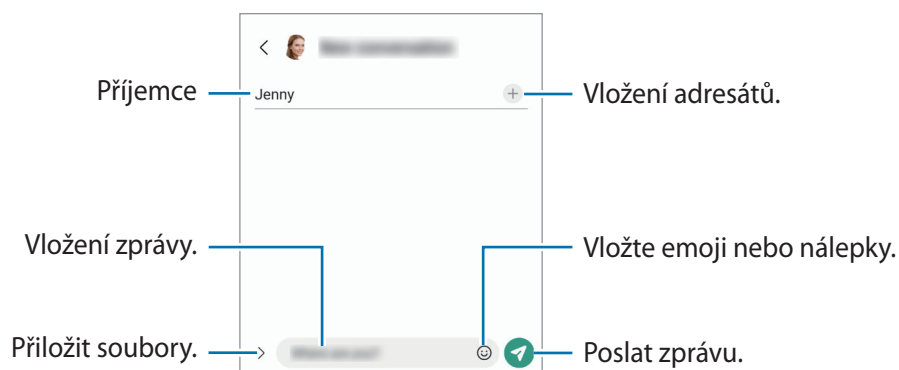 Příjemce
Jenny
Vložení adresátů.
Vložení zprávy.
Vložte emoji nebo nálepky.
Přiložit soubory.
Poslat zprávu.